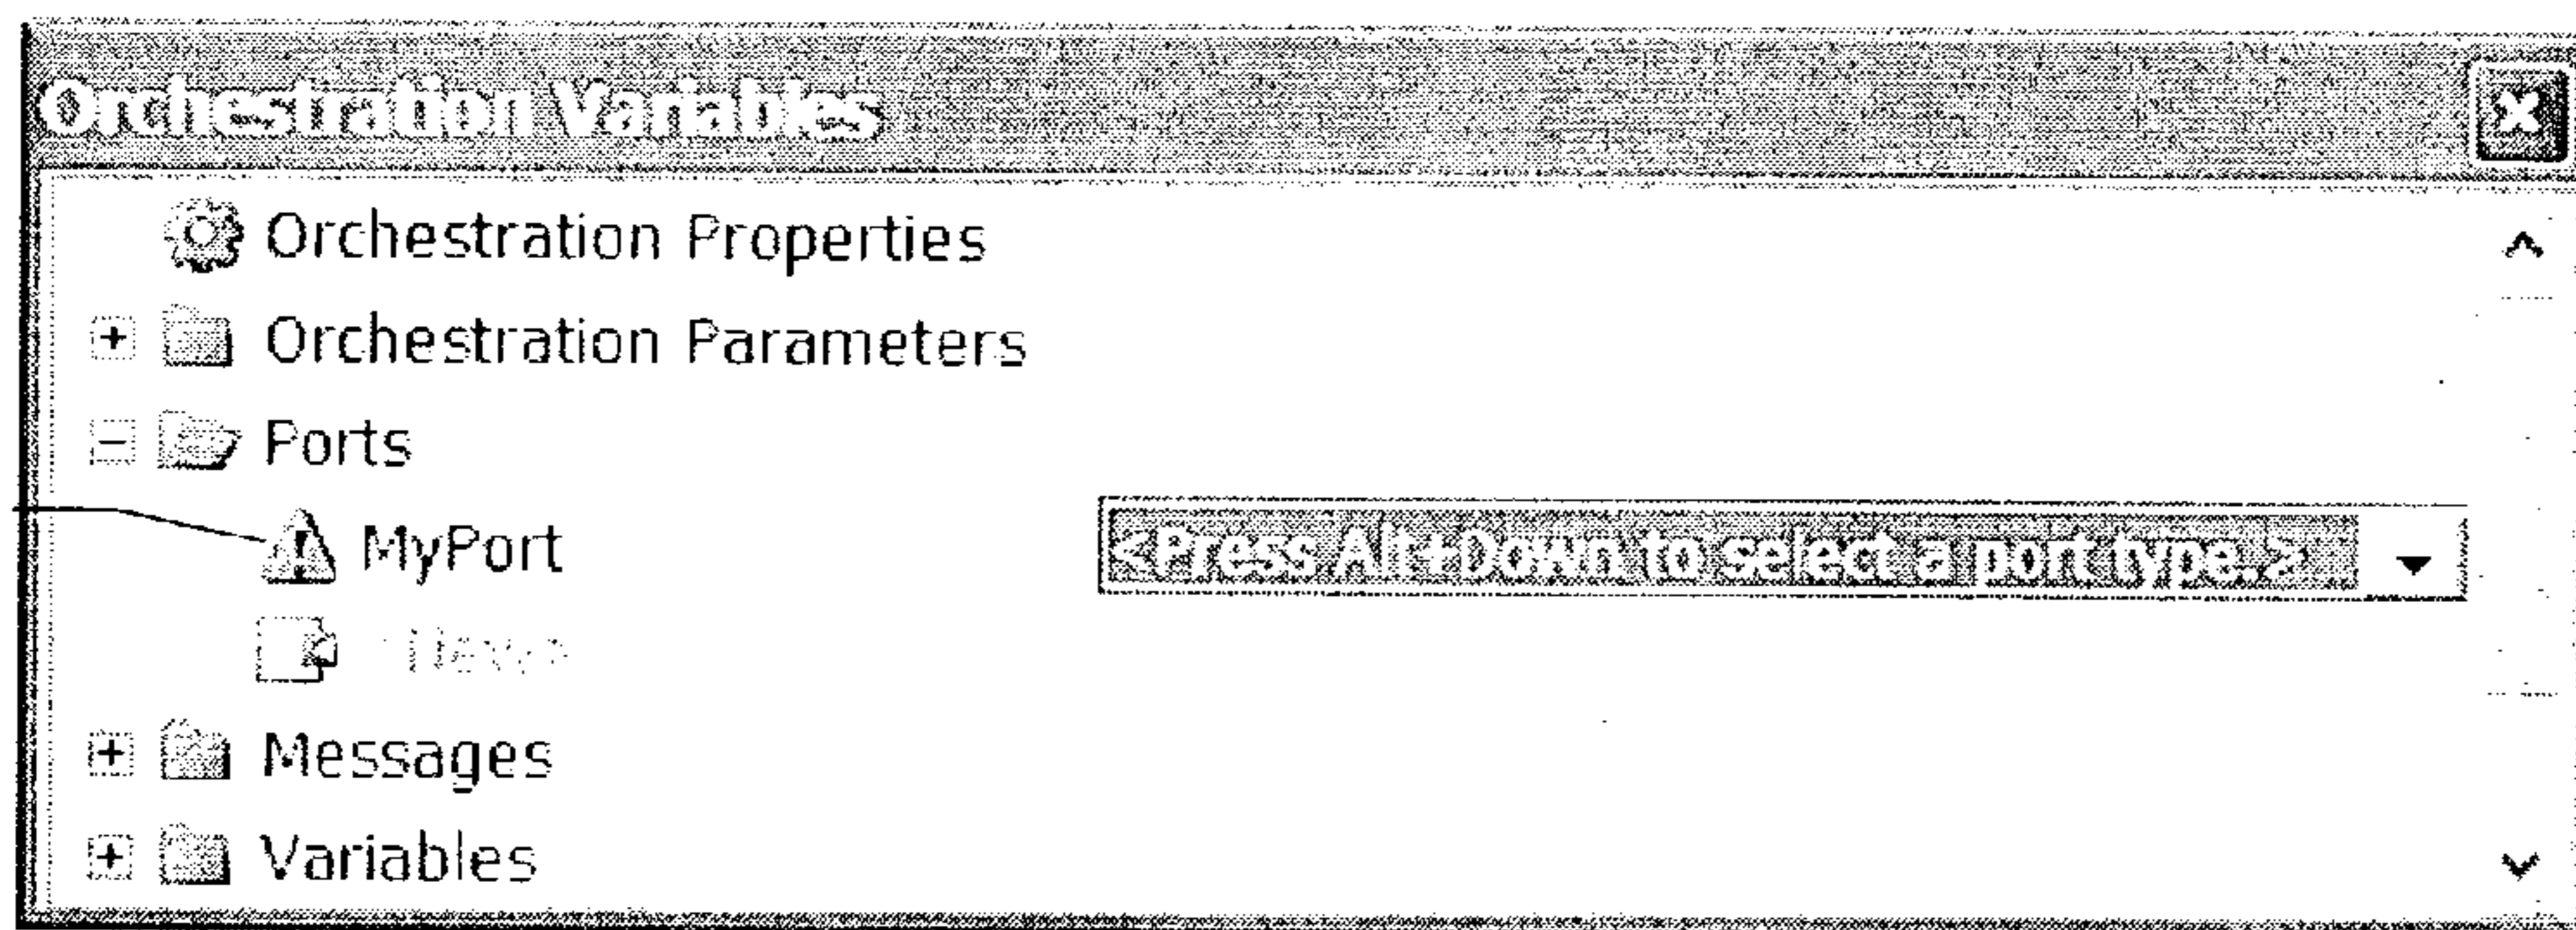 Orchestration Variables
Orchestration Properties
Orchestration Parameters
Ports
MyPort <Press Alt+Down to select a port type.>
Messages
Variables